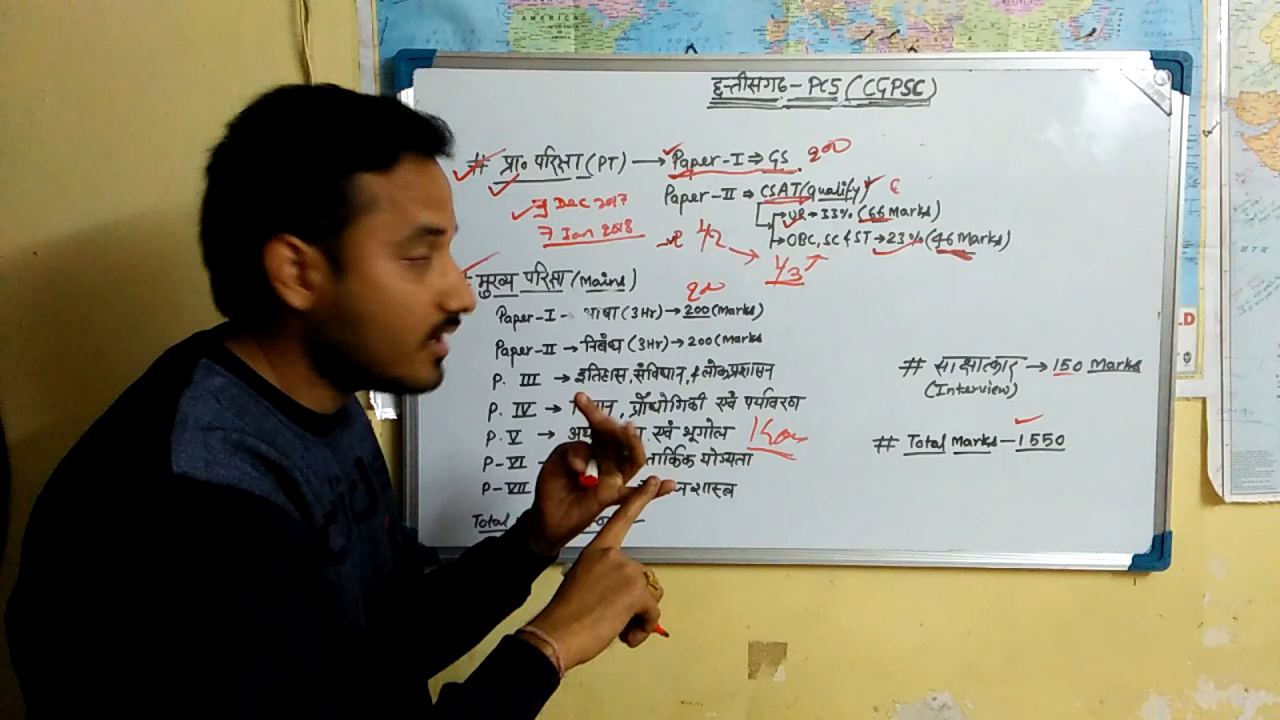 छत्तीसगढ - PCS (CGPSC)
# प्रा० परिक्षा (PT) → Paper-I ⇒ GS 200
Paper-II ⇒ CSAT (Qualify)
Dec 2017
UR → 33% (66 Marks)
7 Jan 2018
1/2 → 1/3
OBC, SC & ST → 23% (46 Marks)
मुख्य परिक्षा (Mains)
Paper-I - भाषा (3Hr) → 200 (Marks)
Paper-II → निबंध (3Hr) → 200 (Marks
P. III → इतिहास, संविधान, & लोकप्रशासन
P. IV → प्रौद्योगिकी एवं पर्यावरण
P. V → एवं भूगोल
P-VI तार्किक योग्यता
P-VII
Total
# साक्षात्कार → 150 Marks
(Interview)
# Total Marks - 1550
AMERICA